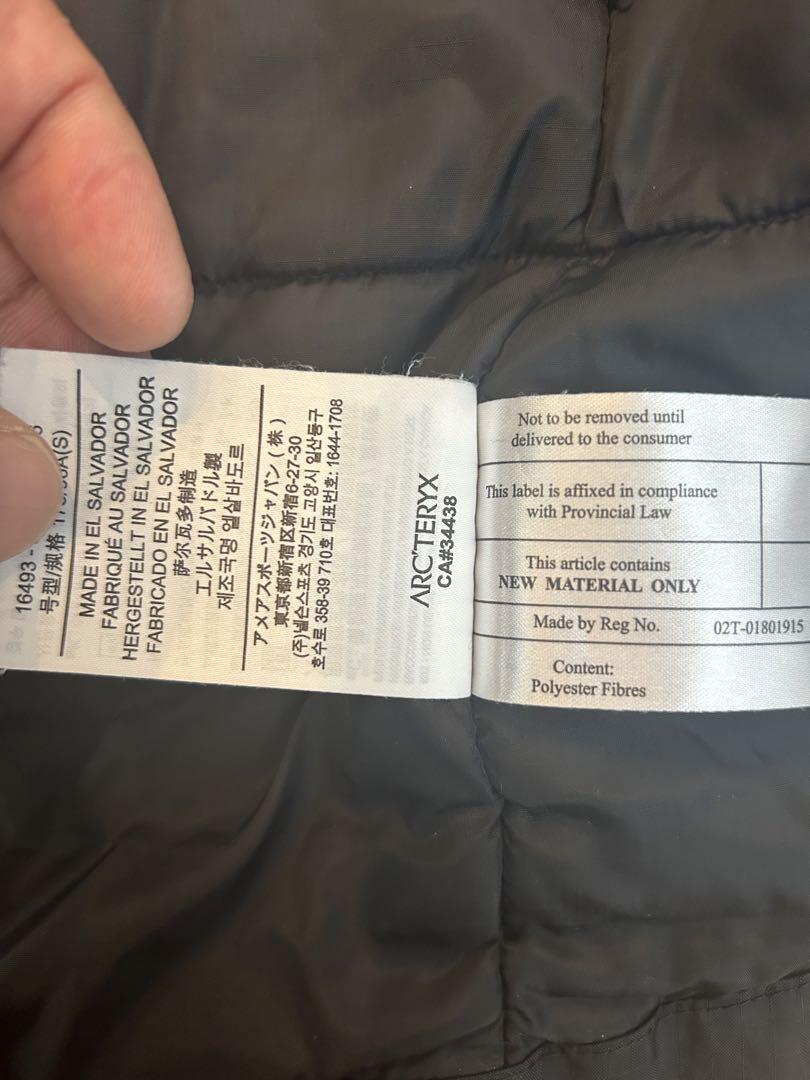 16493 -
号型/规格 170/ A(S)
MADE IN EL SALVADOR
FABRIQUÉ AU SALVADOR
HERGESTELLT IN EL SALVADOR
FABRICADO EN EL SALVADOR
萨尔瓦多制造
エルサルバドル製
제조국명 엘살바도르
アメアスポーツジャパン(株)
東京都新宿区新宿6-27-30
(주)넬슨스포츠 경기도 고양시 일산동구
호수로 358-39 710호 대표번호: 1644-1708
ARC'TERYX
CA#34438
Not to be removed until
delivered to the consumer
This label is affixed in compliance
with Provincial Law
This article contains
NEW MATERIAL ONLY
Made by Reg No. 02T-01801915
Content:
Polyester Fibres